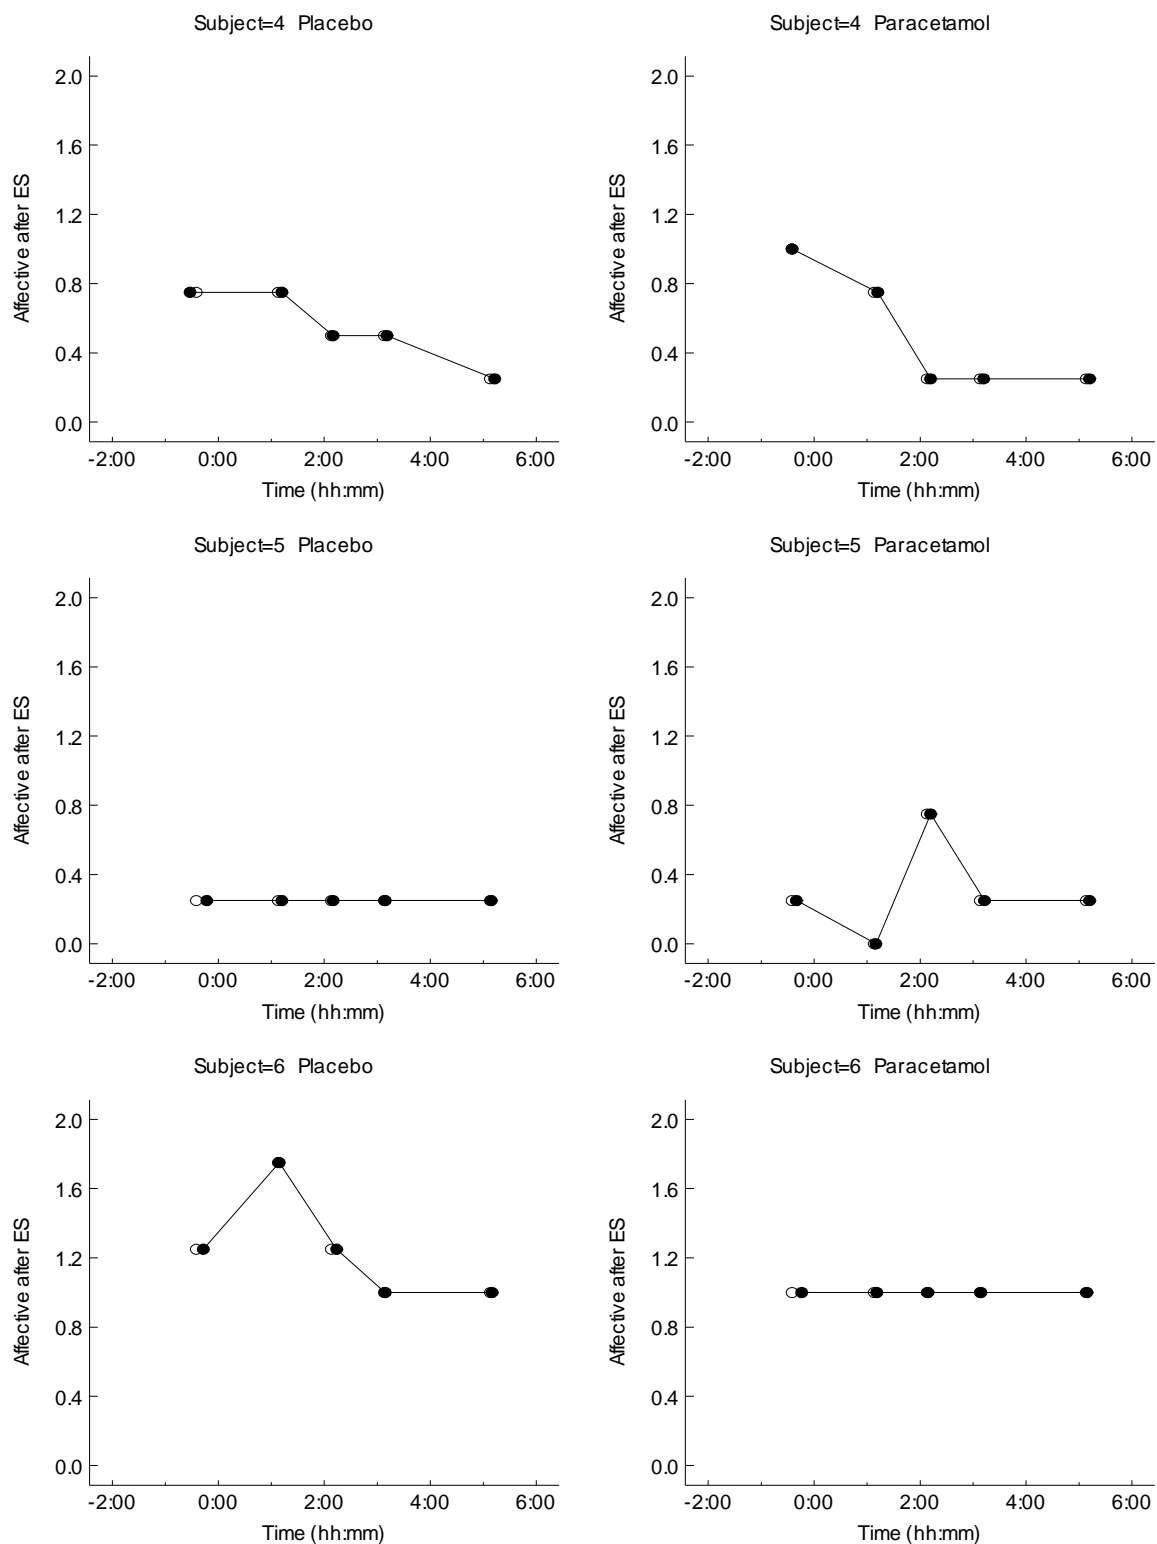 Subject=4 Placebo
Subject=4 Paracetamol
2.0
1.6
1.2
0.8
0.4
0.0
Affective after ES
-2:00 0:00 2:00 4:00 6:00
Time (hh:mm)
2.0
1.6
1.2
0.8
0.4
0.0
Affective after ES
-2:00 0:00 2:00 4:00 6:00
Time (hh:mm)
Subject=5 Placebo
Subject=5 Paracetamol
2.0
1.6
1.2
0.8
0.4
0.0
Affective after ES
-2:00 0:00 2:00 4:00 6:00
Time (hh:mm)
2.0
1.6
1.2
0.8
0.4
0.0
Affective after ES
-2:00 0:00 2:00 4:00 6:00
Time (hh:mm)
Subject=6 Placebo
Subject=6 Paracetamol
2.0
1.6
1.2
0.8
0.4
0.0
Affective after ES
-2:00 0:00 2:00 4:00 6:00
Time (hh:mm)
2.0
1.6
1.2
0.8
0.4
0.0
Affective after ES
-2:00 0:00 2:00 4:00 6:00
Time (hh:mm)